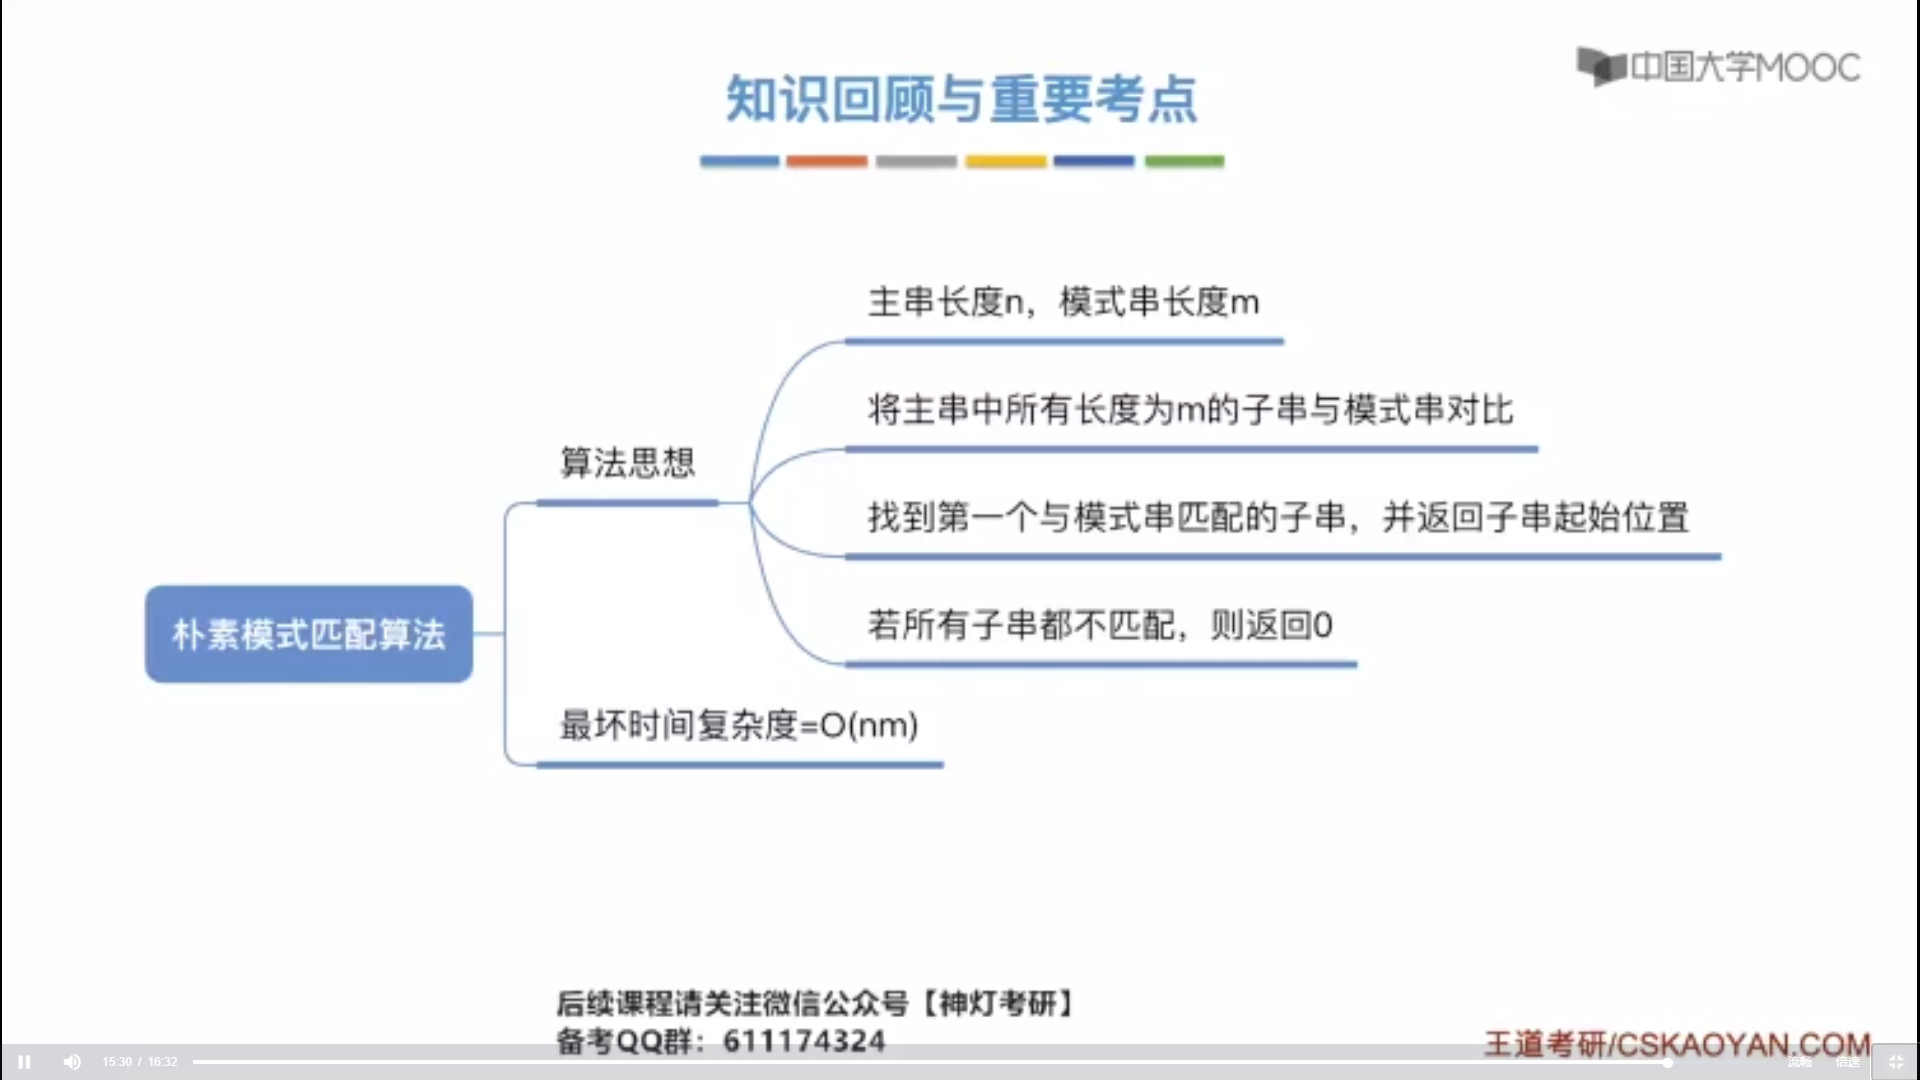 中国大学MOOC
知识回顾与重要考点
主串长度n，模式串长度m
将主串中所有长度为m的子串与模式串对比
算法思想
找到第一个与模式串匹配的子串，并返回子串起始位置
若所有子串都不匹配，则返回0
朴素模式匹配算法
最坏时间复杂度=O(nm)
后续课程请关注微信公众号【神灯考研】
备考QQ群：611174324
王道考研/CSKAOYAN.COM
15:30 / 16:32
流畅 倍速